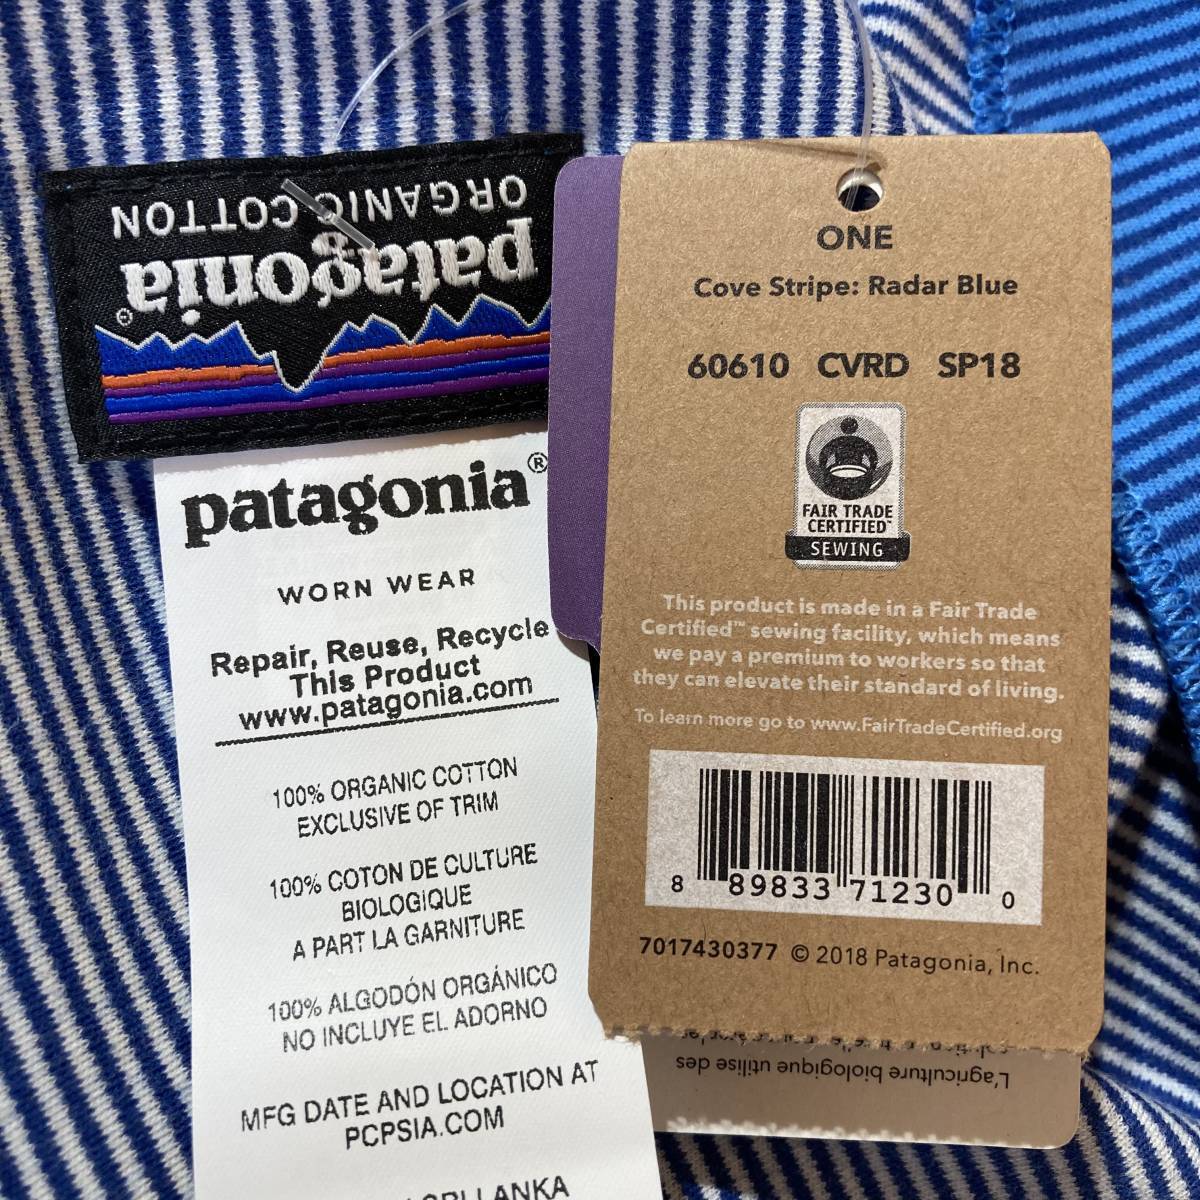 patagonia®
ORGANIC COTTON
patagonia®
WORN WEAR
Repair, Reuse, Recycle
This Product
www.patagonia.com
100% ORGANIC COTTON
EXCLUSIVE OF TRIM
100% COTON DE CULTURE
BIOLOGIQUE
A PART LA GARNITURE
100% ALGODÓN ORGÁNICO
NO INCLUYE EL ADORNO
MFG DATE AND LOCATION AT
PCPSIA.COM
LANKA
ONE
Cove Stripe: Radar Blue
60610 CVRD SP18
FAIR TRADE
CERTIFIED™
SEWING
This product is made in a Fair Trade
Certified™ sewing facility, which means
we pay a premium to workers so that
they can elevate their standard of living.
To learn more go to www.FairTradeCertified.org
8 89833 71230 0
7017430377 © 2018 Patagonia, Inc.
L'agriculture biologique utilise des